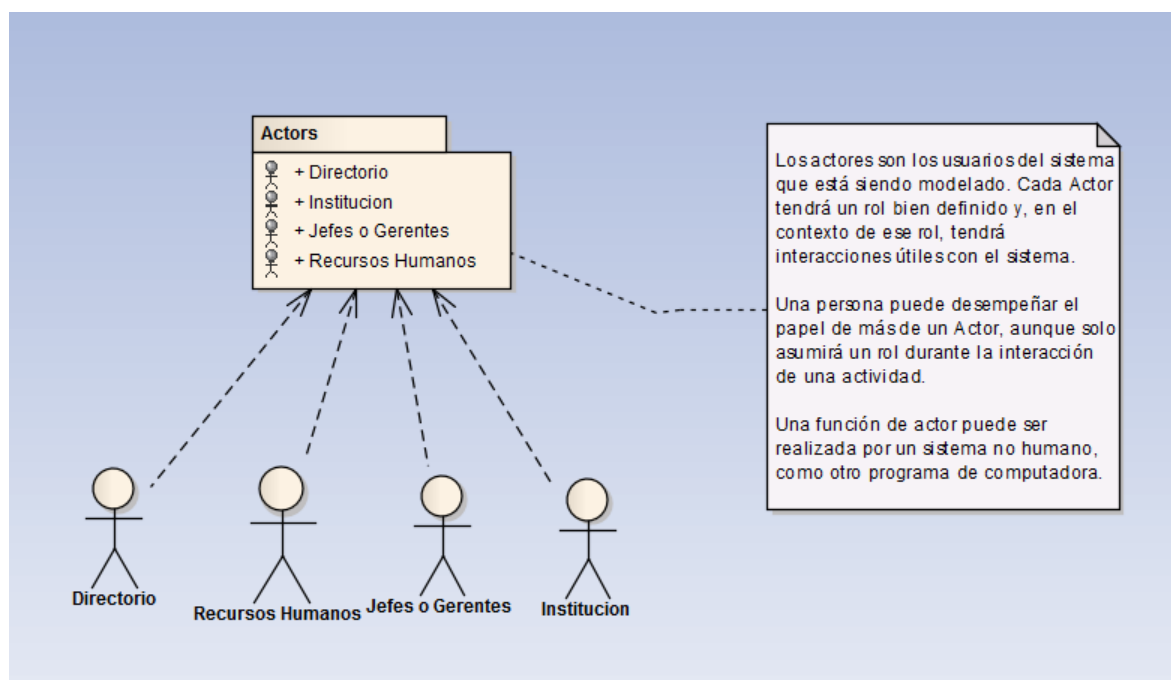 Actors
+ Directorio
+ Institucion
+ Jefes o Gerentes
+ Recursos Humanos
Los actores son los usuarios del sistema
que está siendo modelado. Cada Actor
tendrá un rol bien definido y, en el
contexto de ese rol, tendrá
interacciones útiles con el sistema.
Una persona puede desempeñar el
papel de más de un Actor, aunque solo
asumirá un rol durante la interacción
de una actividad.
Una función de actor puede ser
realizada por un sistema no humano,
como otro programa de computadora.
Directorio
Recursos Humanos
Jefes o Gerentes
Institucion